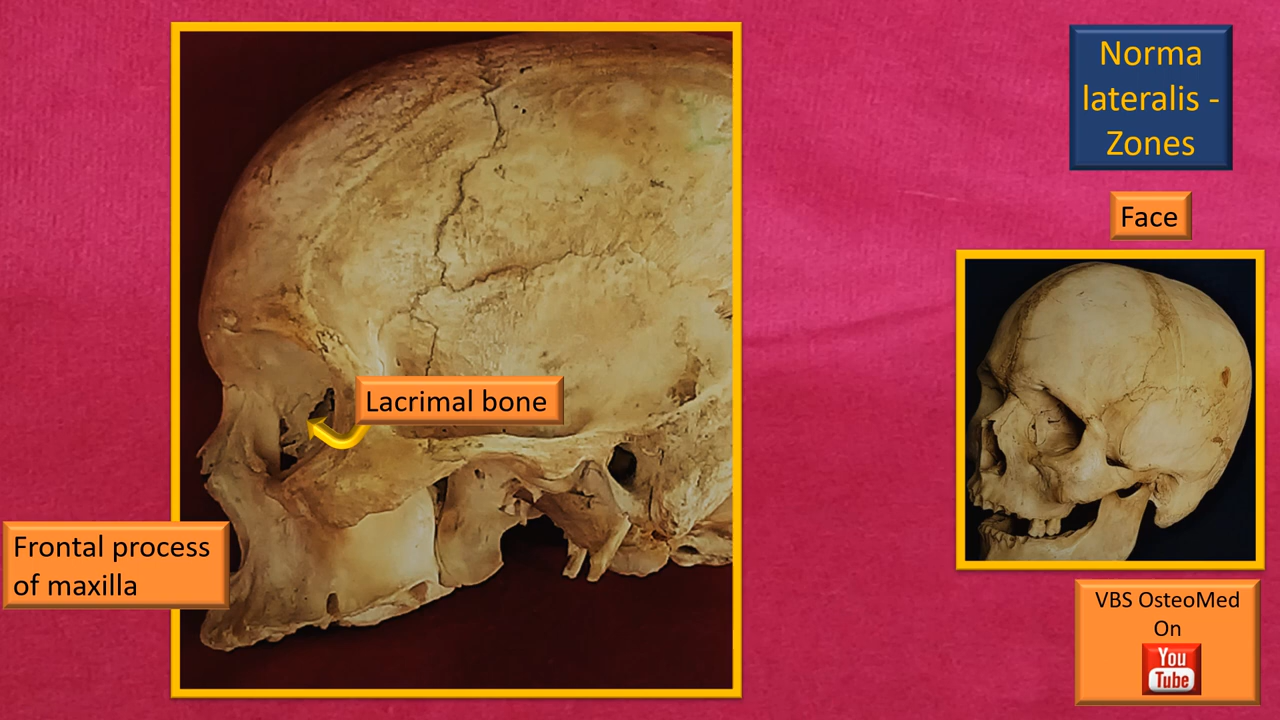 Norma
lateralis -
Zones
Face
Lacrimal bone
Frontal process
of maxilla
VBS OsteoMed
On
You
Tube